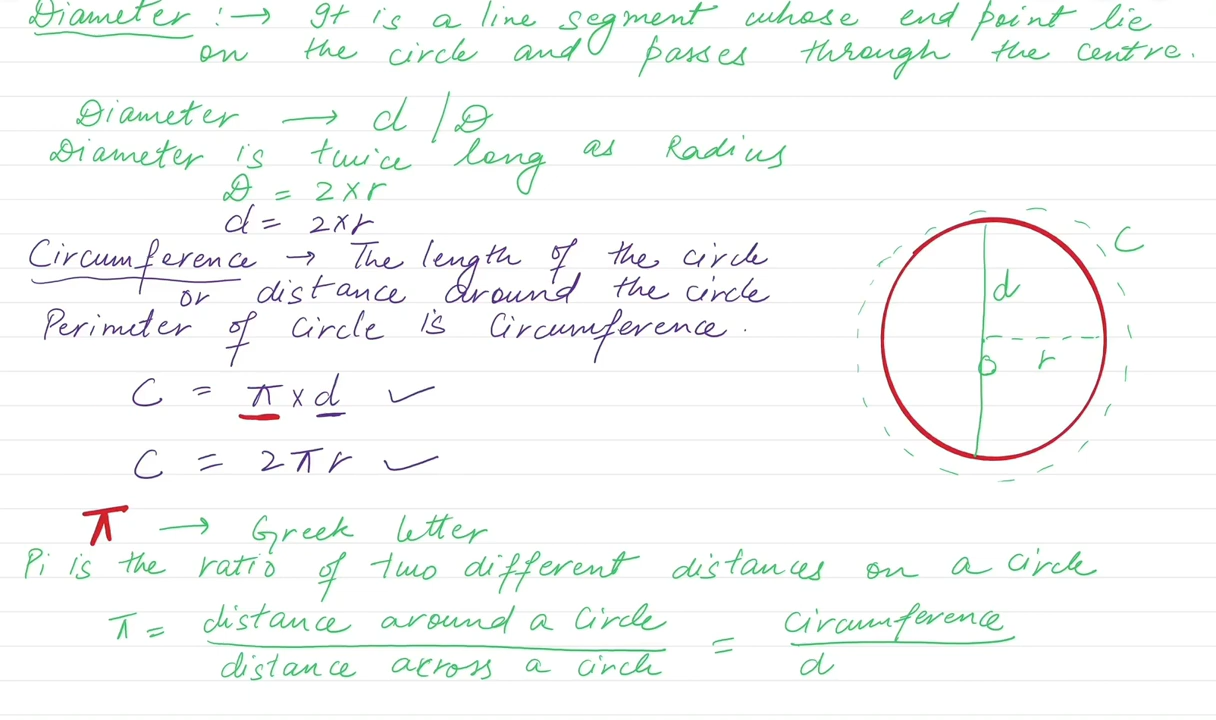 Diameter :→ It is a line segment whose end point lie
on the circle and passes through the centre.
Diameter → d / D
Diameter is twice long as Radius
D = 2×r
d = 2×r
Circumference → The length of the circle
or distance around the circle
Perimeter of circle is Circumference.
C = π × d ✓
C = 2πr ✓
π → Greek letter
Pi is the ratio of two different distances on a circle
π = distance around a circle / distance across a circle = Circumference / d
C
d
O
r